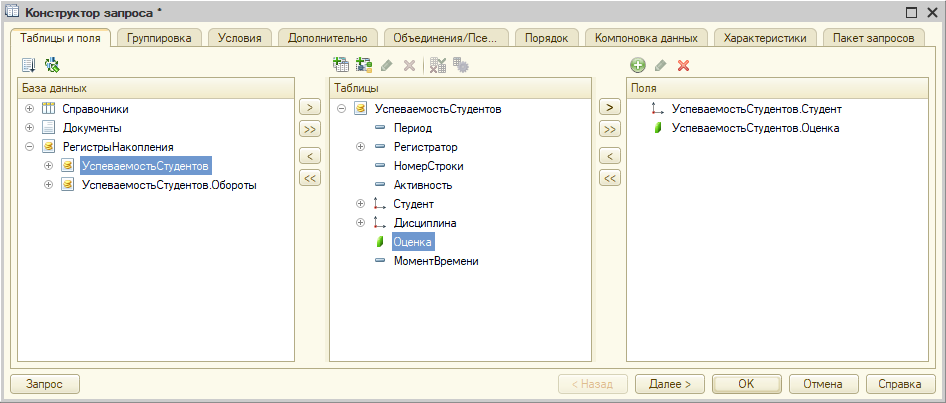 Конструктор запроса *
Таблицы и поля Группировка Условия Дополнительно Объединения/Псе... Порядок Компоновка данных Характеристики Пакет запросов
База данных
Справочники
Документы
РегистрыНакопления
УспеваемостьСтудентов
УспеваемостьСтудентов.Обороты
>
>>
<
<<
Таблицы
УспеваемостьСтудентов
Период
Регистратор
НомерСтроки
Активность
Студент
Дисциплина
Оценка
МоментВремени
>
>>
<
<<
Поля
УспеваемостьСтудентов.Студент
УспеваемостьСтудентов.Оценка
Запрос < Назад Далее > OK Отмена Справка